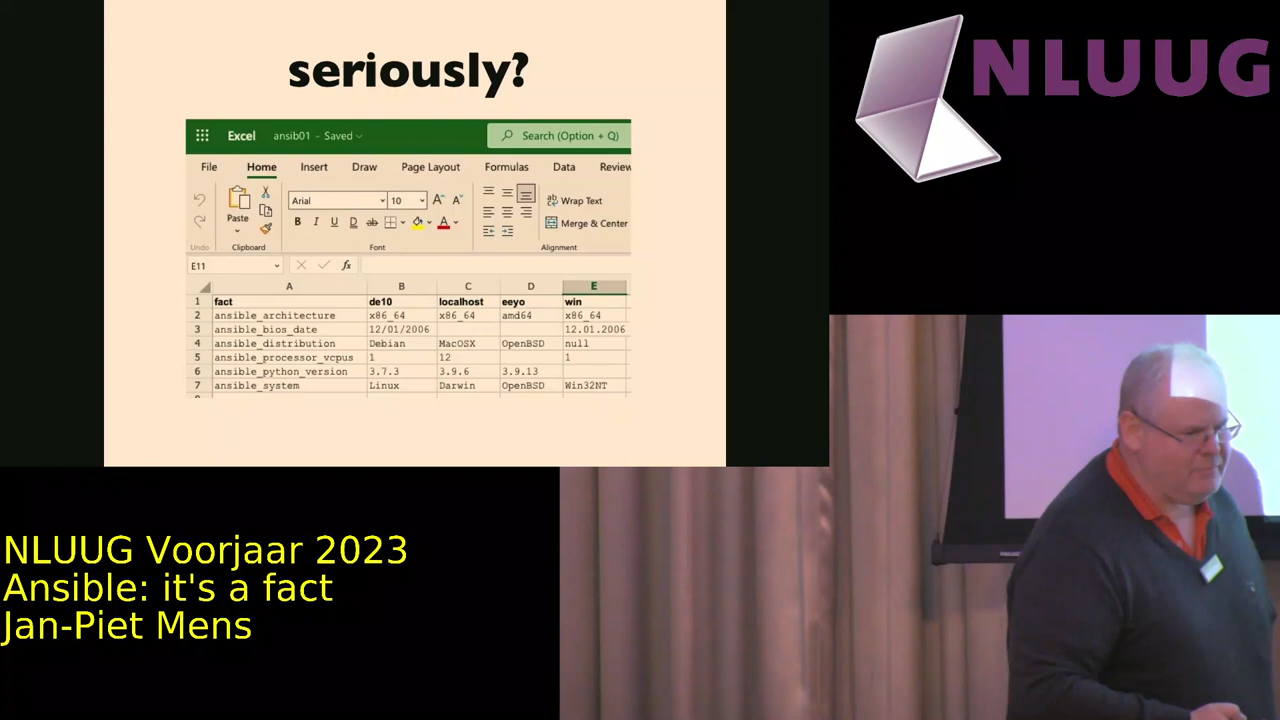 seriously?
Excel ansib01 - Saved Search (Option + Q)
File Home Insert Draw Page Layout Formulas Data Review
Arial 10 A A Wrap Text
Paste B I U D ab A Merge & Center
Undo Clipboard Font Alignment
E11 fx
A B C D E
1 fact de10 localhost eeyo win
2 ansible_architecture x86_64 x86_64 amd64 x86_64
3 ansible_bios_date 12/01/2006 12.01.2006
4 ansible_distribution Debian MacOSX OpenBSD null
5 ansible_processor_vcpus 1 12 1
6 ansible_python_version 3.7.3 3.9.6 3.9.13
7 ansible_system Linux Darwin OpenBSD Win32NT
NLUUG
NLUUG Voorjaar 2023
Ansible: it's a fact
Jan-Piet Mens